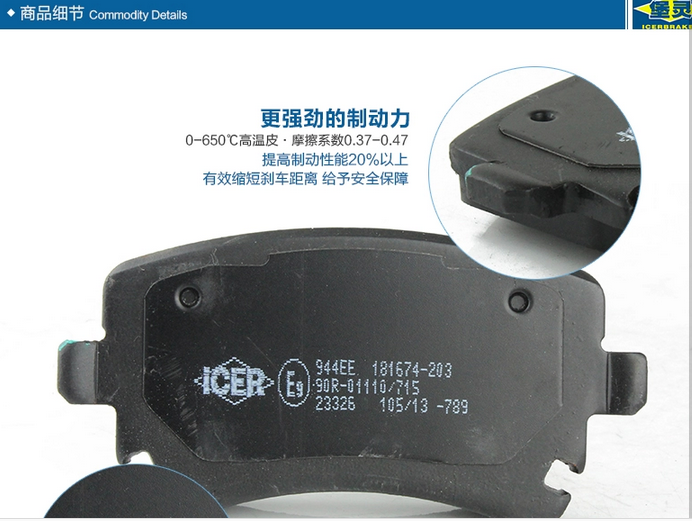 商品细节 Commodity Details
堡灵
ICERBRAKE
更强劲的制动力
0-650℃高温皮·摩擦系数0.37-0.47
提高制动性能20%以上
有效缩短刹车距离 给予安全保障
ICER E9 944EE 181674-203
90R-01110/715
23326 105/13 -789